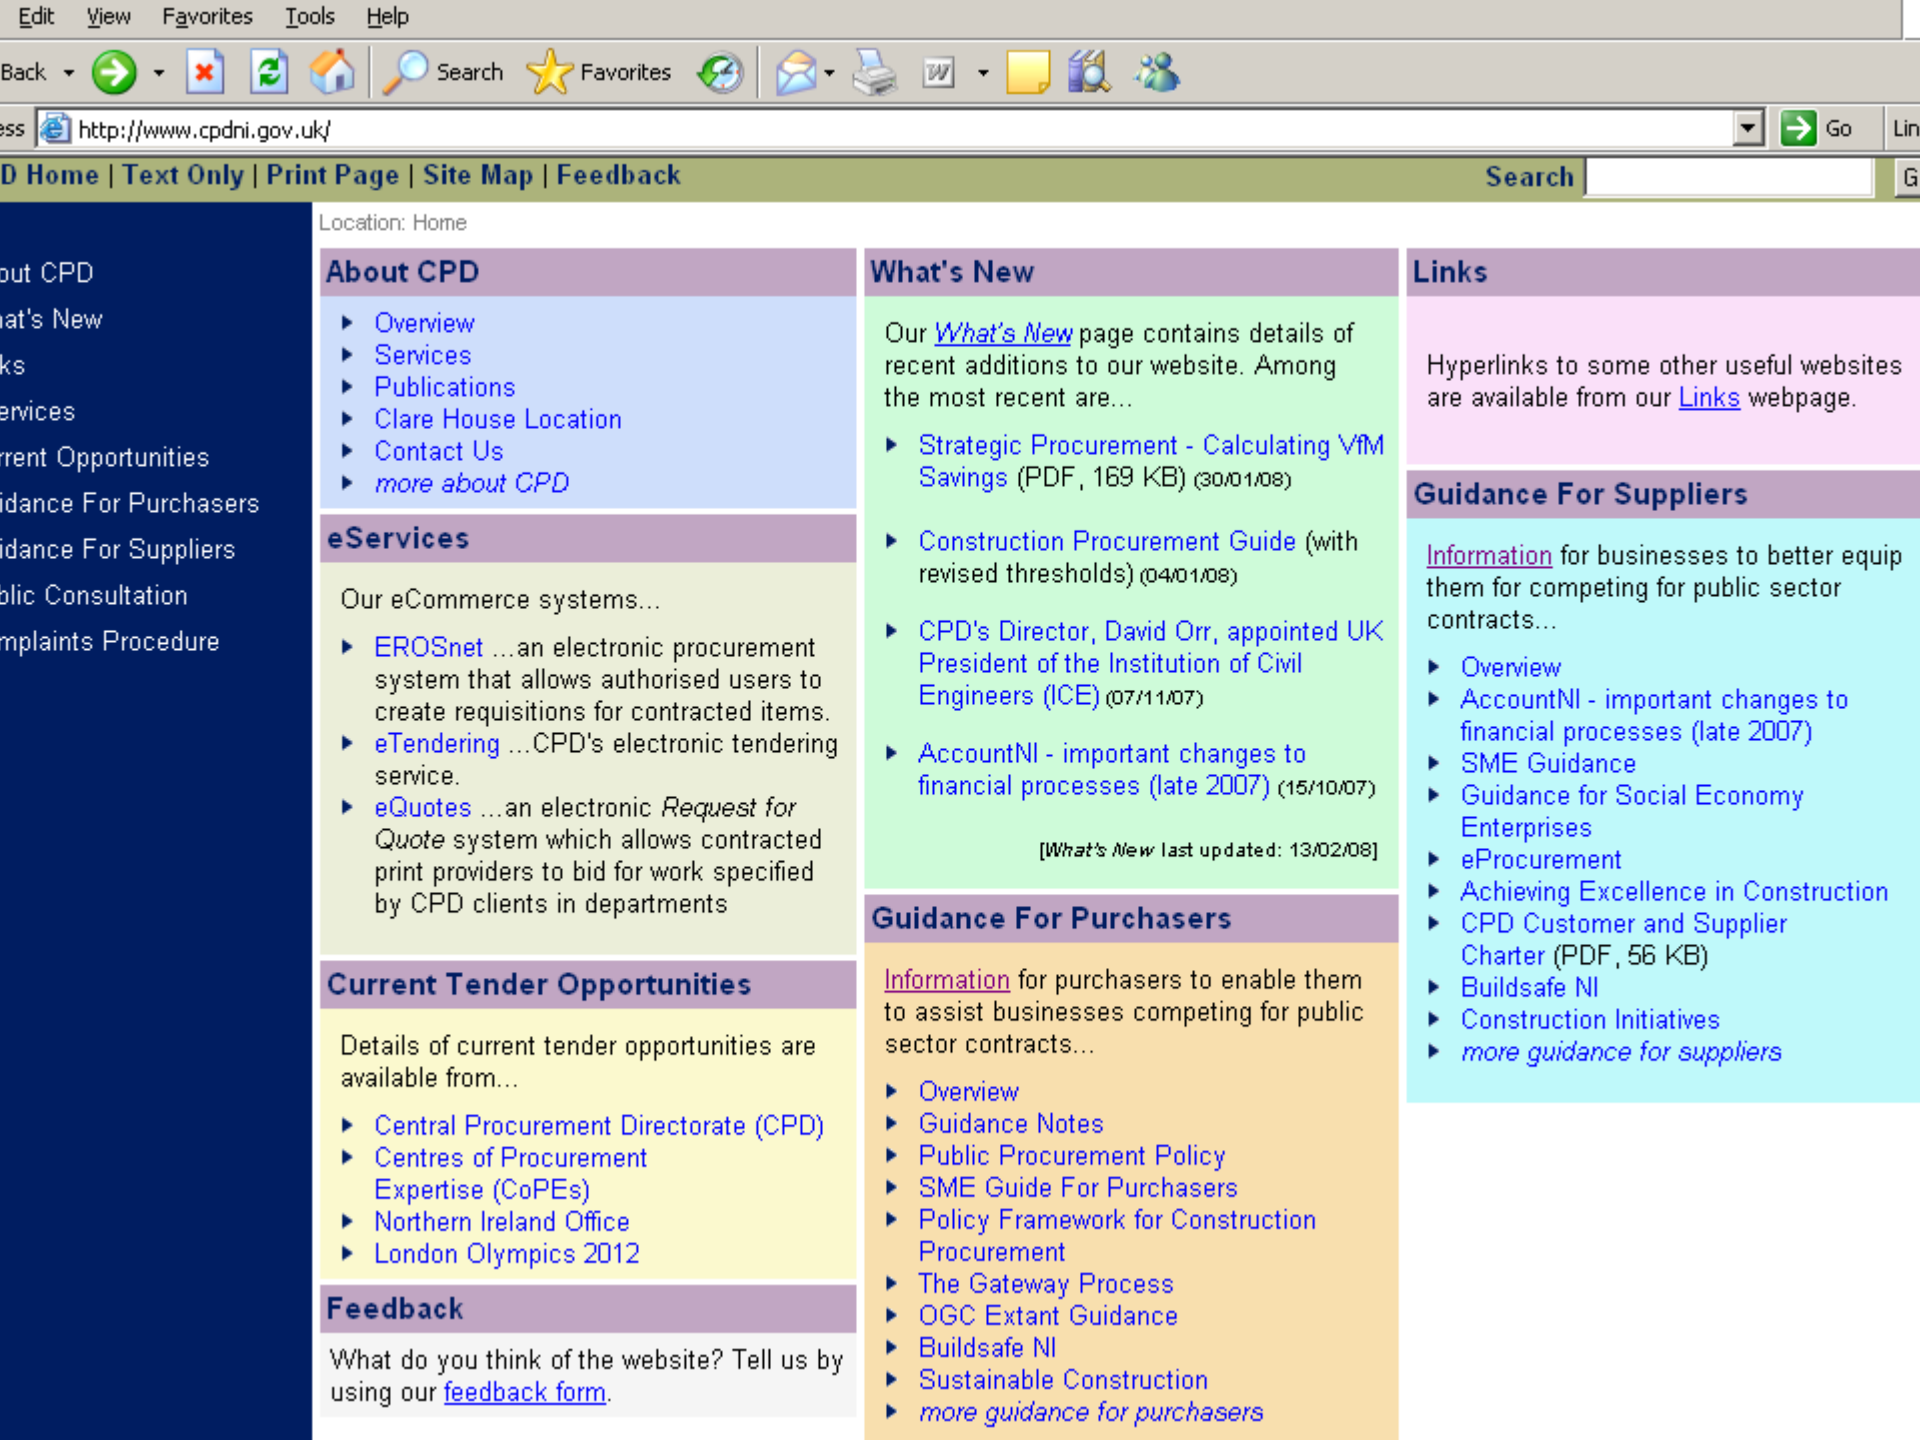 Edit View Favorites Tools Help
Back Search Favorites
http://www.cpdni.gov.uk/ Go
Home | Text Only | Print Page | Site Map | Feedback Search
Location: Home
CPD
New
Opportunities
For Purchasers
For Suppliers
Consultation
Procedure
About CPD
Overview
Services
Publications
Clare House Location
Contact Us
more about CPD
eServices
Our eCommerce systems...
EROSnet ...an electronic procurement
system that allows authorised users to
create requisitions for contracted items.
eTendering ...CPD's electronic tendering
service.
eQuotes ...an electronic Request for
Quote system which allows contracted
print providers to bid for work specified
by CPD clients in departments
Current Tender Opportunities
Details of current tender opportunities are
available from...
Central Procurement Directorate (CPD)
Centres of Procurement
Expertise (CoPEs)
Northern Ireland Office
London Olympics 2012
Feedback
What do you think of the website? Tell us by
using our feedback form.
What's New
Our What's New page contains details of
recent additions to our website. Among
the most recent are...
Strategic Procurement - Calculating VfM
Savings (PDF, 169 KB) (30/01/08)
Construction Procurement Guide (with
revised thresholds) (04/01/08)
CPD's Director, David Orr, appointed UK
President of the Institution of Civil
Engineers (ICE) (07/11/07)
AccountNI - important changes to
financial processes (late 2007) (15/10/07)
[What's New last updated: 13/02/08]
Guidance For Purchasers
Information for purchasers to enable them
to assist businesses competing for public
sector contracts...
Overview
Guidance Notes
Public Procurement Policy
SME Guide For Purchasers
Policy Framework for Construction
Procurement
The Gateway Process
OGC Extant Guidance
Buildsafe NI
Sustainable Construction
more guidance for purchasers
Links
Hyperlinks to some other useful websites
are available from our Links webpage.
Guidance For Suppliers
Information for businesses to better equip
them for competing for public sector
contracts...
Overview
AccountNI - important changes to
financial processes (late 2007)
SME Guidance
Guidance for Social Economy
Enterprises
eProcurement
Achieving Excellence in Construction
CPD Customer and Supplier
Charter (PDF, 56 KB)
Buildsafe NI
Construction Initiatives
more guidance for suppliers